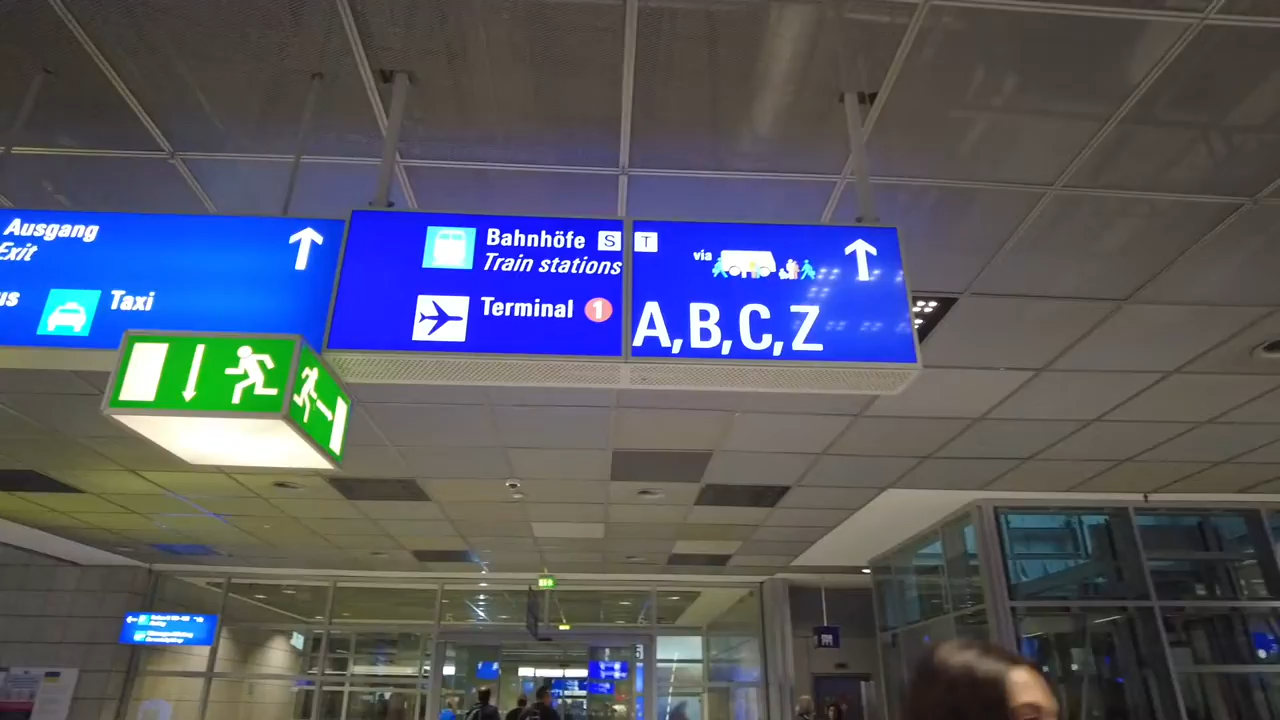 Ausgang
Exit
us
Taxi
Bahnhöfe S T
Train stations
Terminal 1
via
A,B,C,Z